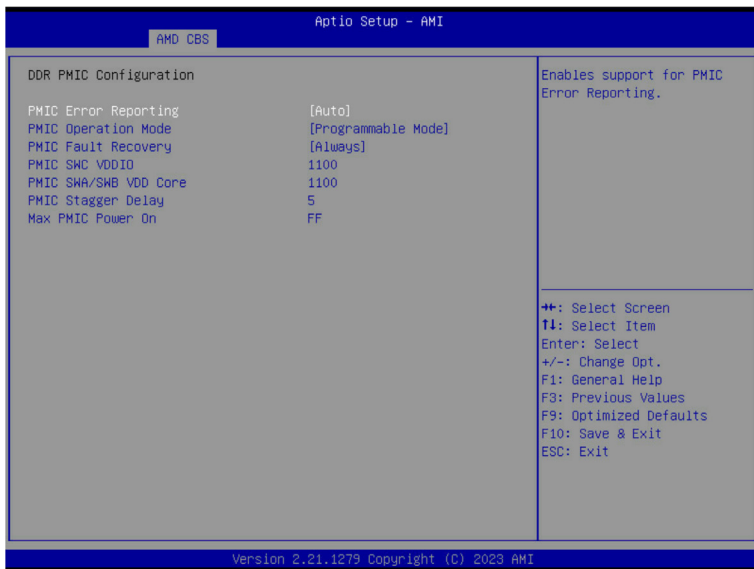 Aptio Setup – AMI
AMD CBS
DDR PMIC Configuration
PMIC Error Reporting [Auto]
PMIC Operation Mode [Programmable Mode]
PMIC Fault Recovery [Always]
PMIC SWC VDDIO 1100
PMIC SWA/SWB VDD Core 1100
PMIC Stagger Delay 5
Max PMIC Power On FF
Enables support for PMIC
Error Reporting.
→←: Select Screen
↑↓: Select Item
Enter: Select
+/-: Change Opt.
F1: General Help
F3: Previous Values
F9: Optimized Defaults
F10: Save & Exit
ESC: Exit
Version 2.21.1279 Copyright (C) 2023 AMI